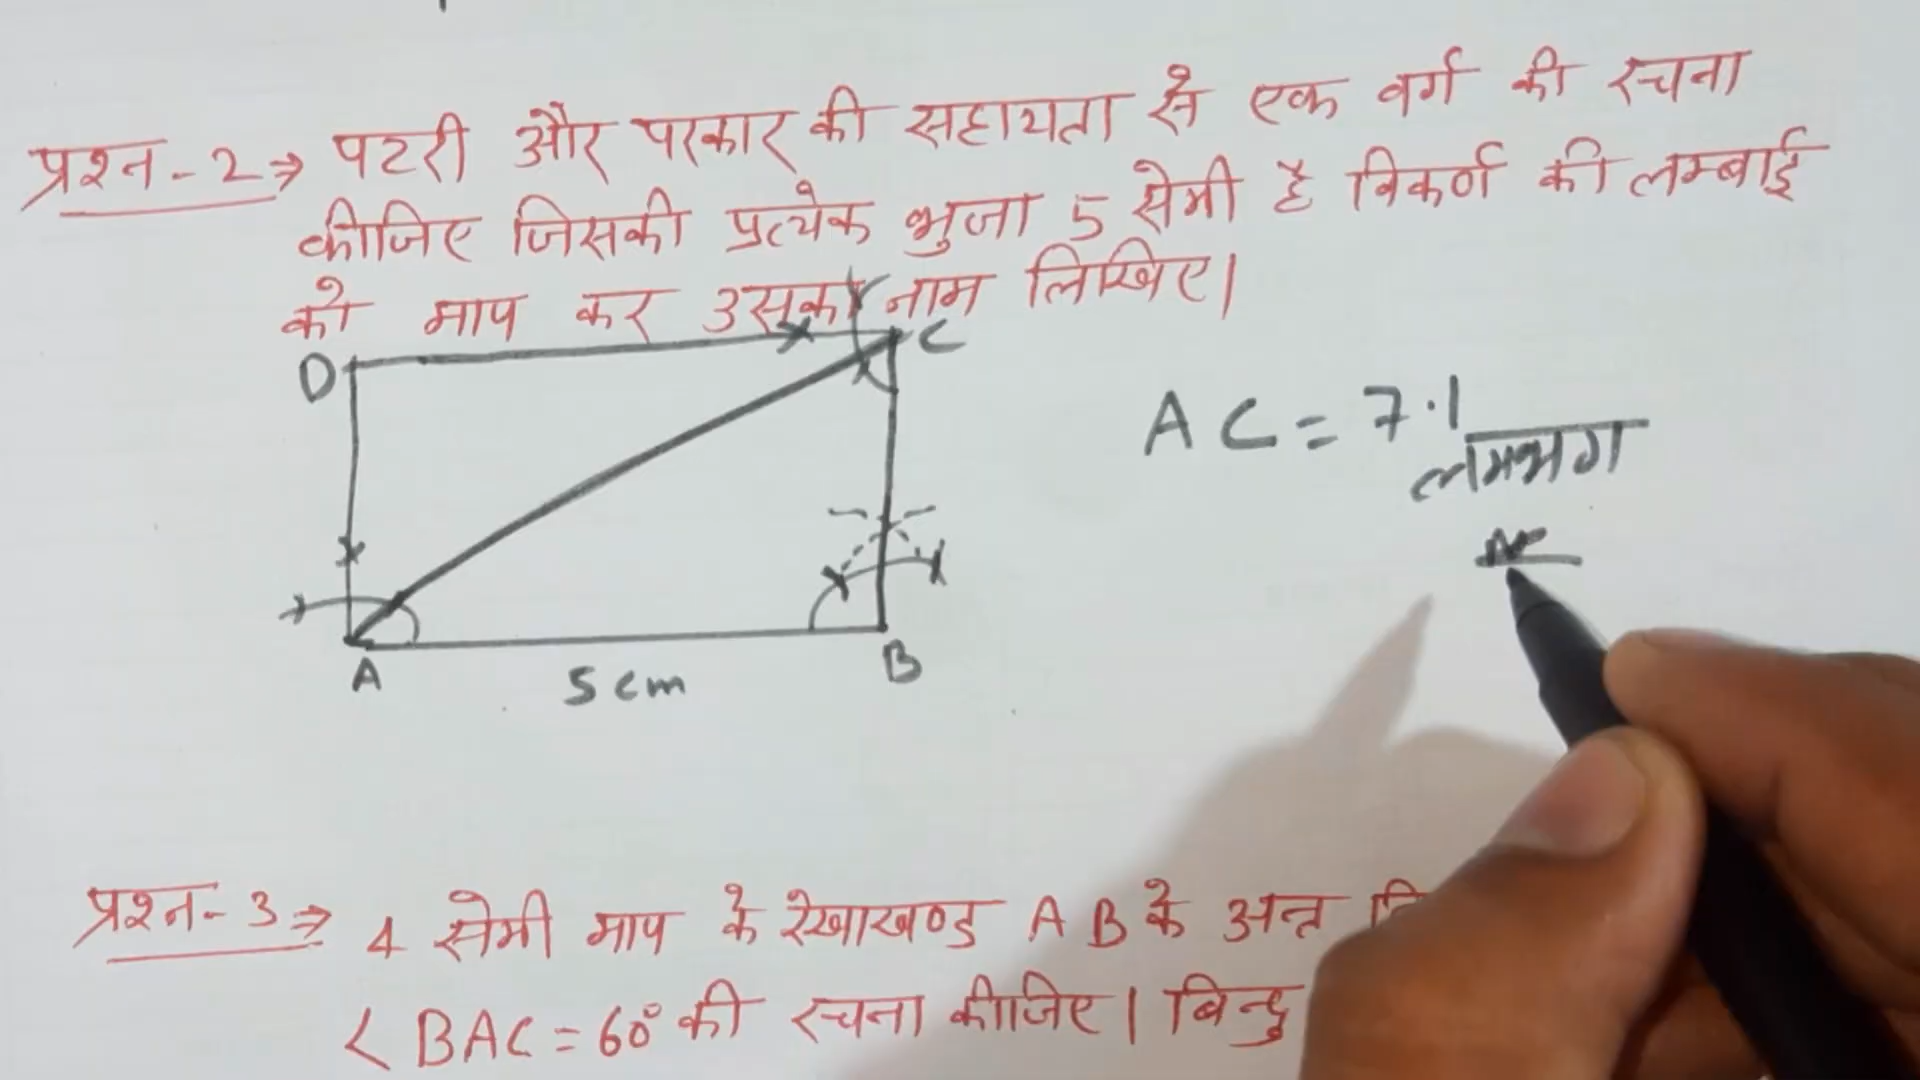 प्रश्न-2⇒ पटरी और परकार की सहायता से एक वर्ग की रचना
कीजिए जिसकी प्रत्येक भुजा 5 सेमी है विकर्ण की लम्बाई
को माप कर उसका नाम लिखिए।
D C
AC = 7.1
लगभग
A B
5 cm
प्रश्न-3⇒ 4 सेमी माप के रेखाखण्ड AB के अन्त
< BAC = 60° की रचना कीजिए। बिन्दु